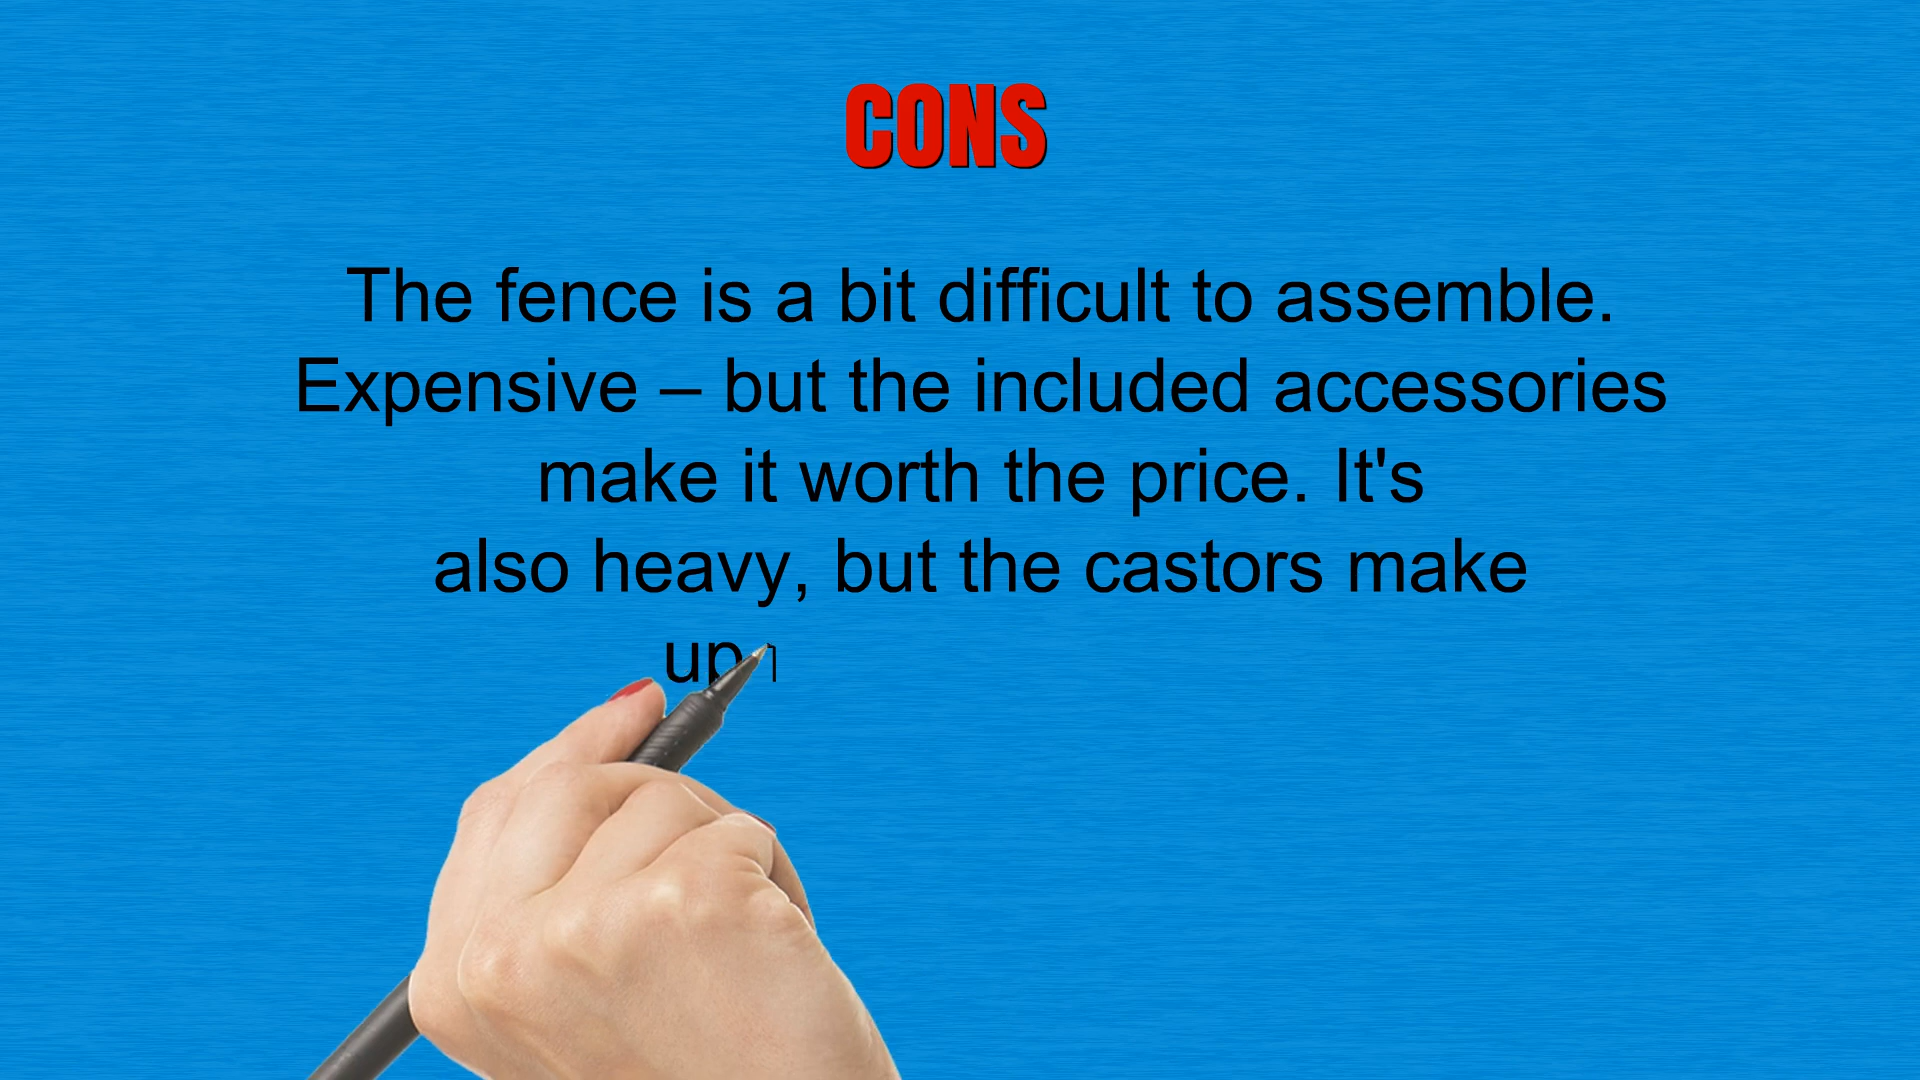 CONS
The fence is a bit difficult to assemble.
Expensive – but the included accessories
make it worth the price. It's
also heavy, but the castors make
up